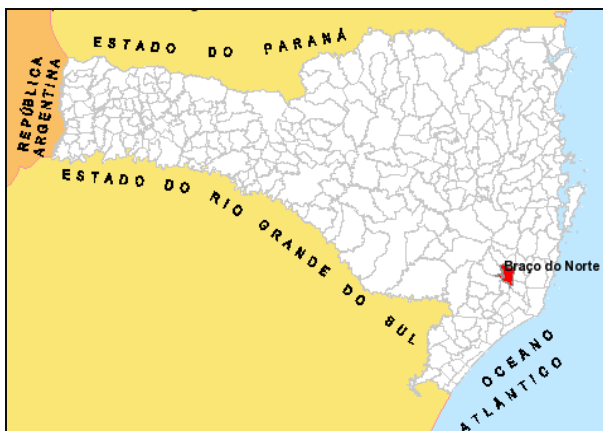 ESTADO DO PARANÁ
REPÚBLICA
ARGENTINA
ESTADO DO RIO GRANDE DO SUL
Braço do Norte
OCEANO
ATLÂNTICO